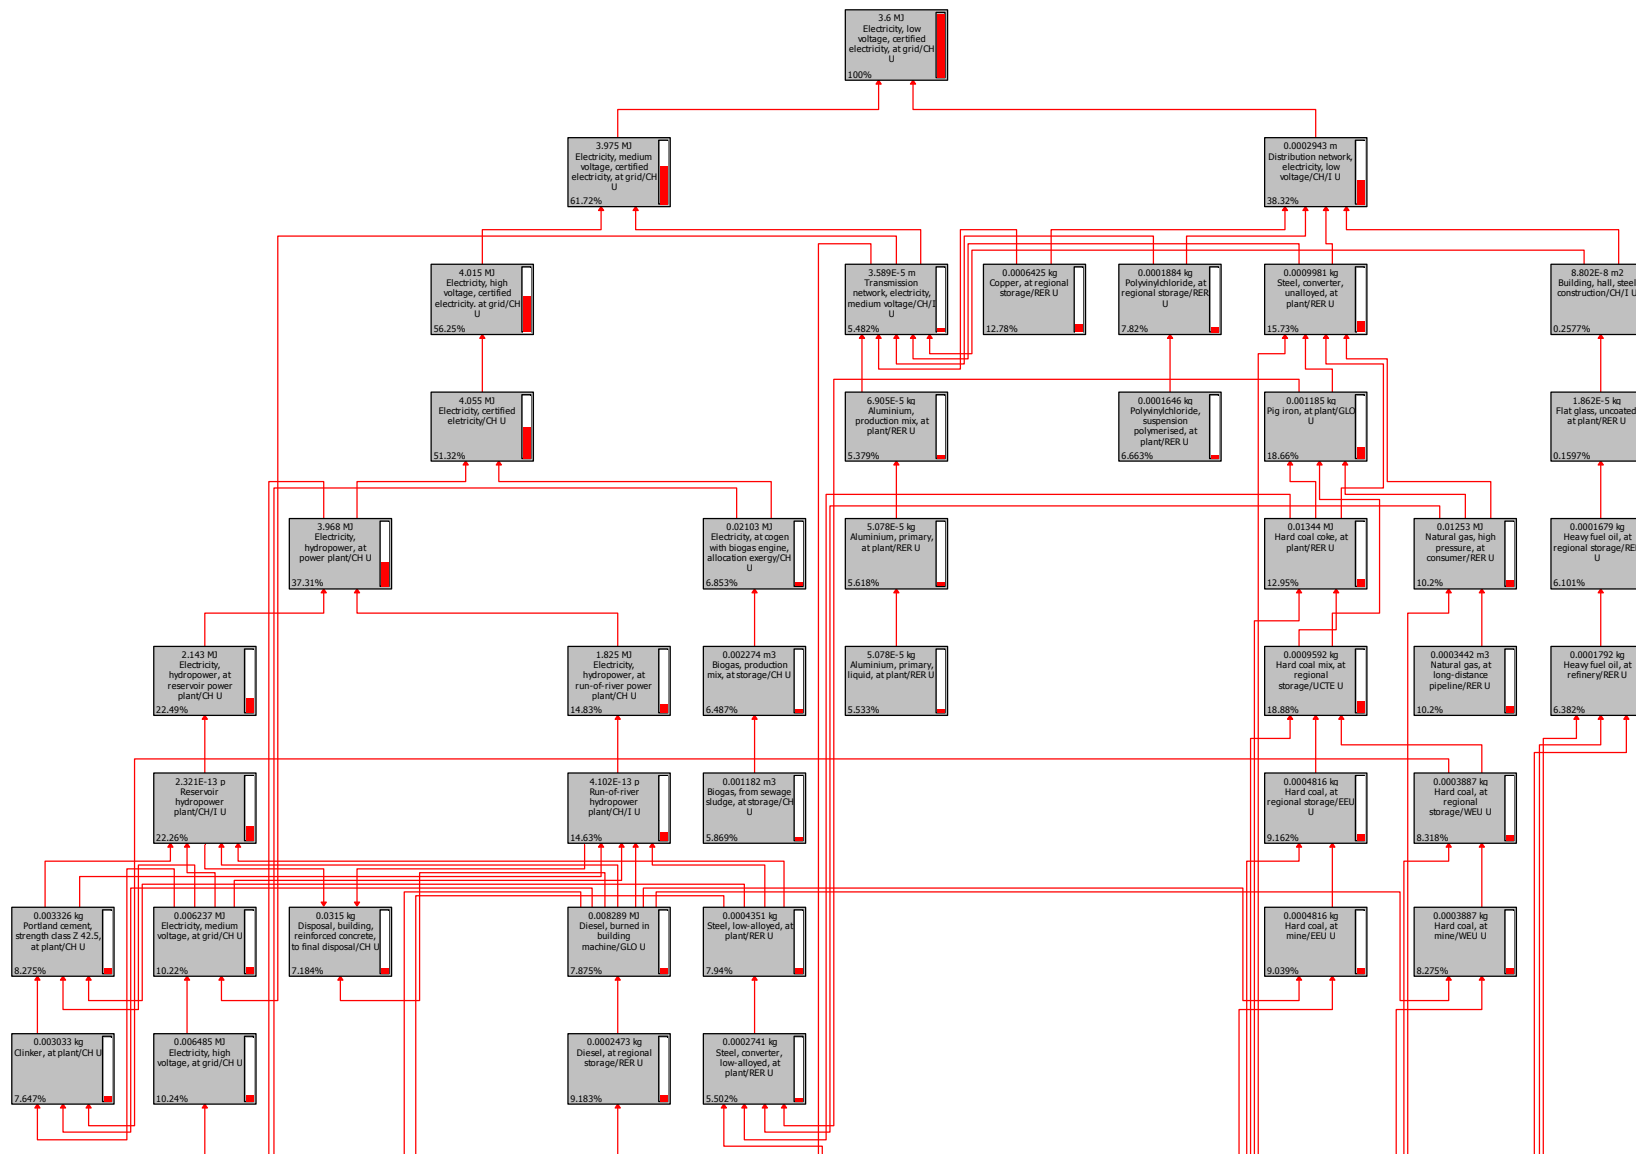 3.6 MJ
Electricity, low
voltage, certified
electricity, at grid/CH
U
100%
3.975 MJ
Electricity, medium
voltage, certified
electricity, at grid/CH
U
61.72%
0.0002943 m
Distribution network,
electricity, low
voltage/CH/I U
38.32%
4.015 MJ
Electricity, high
voltage, certified
electricity. at grid/CH
U
56.25%
3.589E-5 m
Transmission
network, electricity,
medium voltage/CH/I
U
5.482%
0.0006425 kg
Copper, at regional
storage/RER U
12.78%
0.0001884 kg
Polyvinylchloride, at
regional storage/RER
U
7.82%
0.0009981 kg
Steel, converter,
unalloyed, at
plant/RER U
15.73%
8.802E-8 m2
Building, hall, steel
construction/CH/I U
0.2577%
4.055 MJ
Electricity, certified
eletricity/CH U
51.32%
6.905E-5 kg
Aluminium,
production mix, at
plant/RER U
5.379%
0.0001646 kg
Polyvinylchloride,
suspension
polymerised, at
plant/RER U
6.663%
0.001185 kg
Pig iron, at plant/GLO
U
18.66%
1.862E-5 kg
Flat glass, uncoated,
at plant/RER U
0.1597%
3.968 MJ
Electricity,
hydropower, at
power plant/CH U
37.31%
0.02103 MJ
Electricity, at cogen
with biogas engine,
allocation exergy/CH
U
6.853%
5.078E-5 kg
Aluminium, primary,
at plant/RER U
5.618%
0.01344 MJ
Hard coal coke, at
plant/RER U
12.95%
0.01253 MJ
Natural gas, high
pressure, at
consumer/RER U
10.2%
0.0001679 kg
Heavy fuel oil, at
regional storage/RER
U
6.101%
2.143 MJ
Electricity,
hydropower, at
reservoir power
plant/CH U
22.49%
1.825 MJ
Electricity,
hydropower, at
run-of-river power
plant/CH U
14.83%
0.002274 m3
Biogas, production
mix, at storage/CH U
6.487%
5.078E-5 kg
Aluminium, primary,
liquid, at plant/RER U
5.533%
0.0009592 kg
Hard coal mix, at
regional
storage/UCTE U
18.88%
0.0003442 m3
Natural gas, at
long-distance
pipeline/RER U
10.2%
0.0001792 kg
Heavy fuel oil, at
refinery/RER U
6.382%
2.321E-13 p
Reservoir
hydropower
plant/CH/I U
22.26%
4.102E-13 p
Run-of-river
hydropower
plant/CH/I U
14.63%
0.001182 m3
Biogas, from sewage
sludge, at storage/CH
U
5.869%
0.0004816 kg
Hard coal, at
regional storage/EEU
U
9.162%
0.0003887 kg
Hard coal, at
regional
storage/WEU U
8.318%
0.003326 kg
Portland cement,
strength class Z 42.5,
at plant/CH U
8.275%
0.006237 MJ
Electricity, medium
voltage, at grid/CH U
10.22%
0.0315 kg
Disposal, building,
reinforced concrete,
to final disposal/CH U
7.184%
0.008289 MJ
Diesel, burned in
building
machine/GLO U
7.875%
0.0004351 kg
Steel, low-alloyed, at
plant/RER U
7.94%
0.0004816 kg
Hard coal, at
mine/EEU U
9.039%
0.0003887 kg
Hard coal, at
mine/WEU U
8.275%
0.003033 kg
Clinker, at plant/CH U
7.647%
0.006485 MJ
Electricity, high
voltage, at grid/CH U
10.24%
0.0002473 kg
Diesel, at regional
storage/RER U
9.183%
0.0002741 kg
Steel, converter,
low-alloyed, at
plant/RER U
5.502%